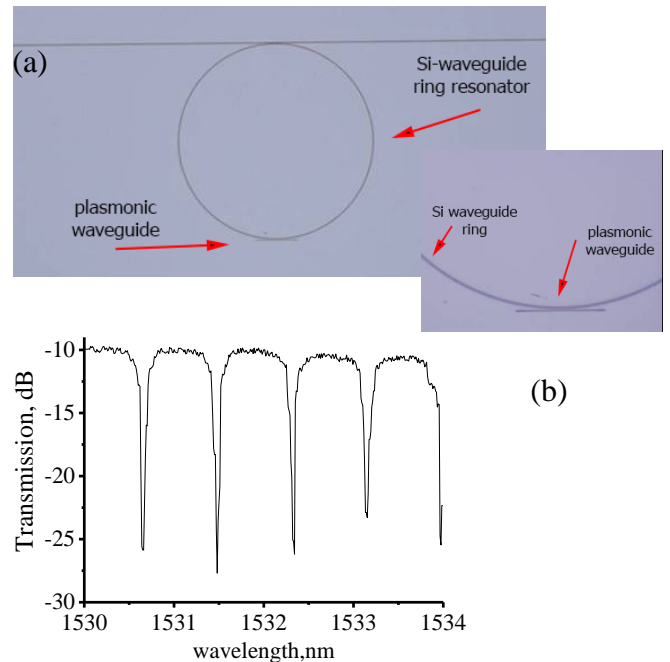 (a)
Si-waveguide
ring resonator
plasmonic
waveguide
Si waveguide
ring
plasmonic
waveguide
(b)
Transmission, dB
-10
-15
-20
-25
-30
1530
1531
1532
1533
1534
wavelength,nm